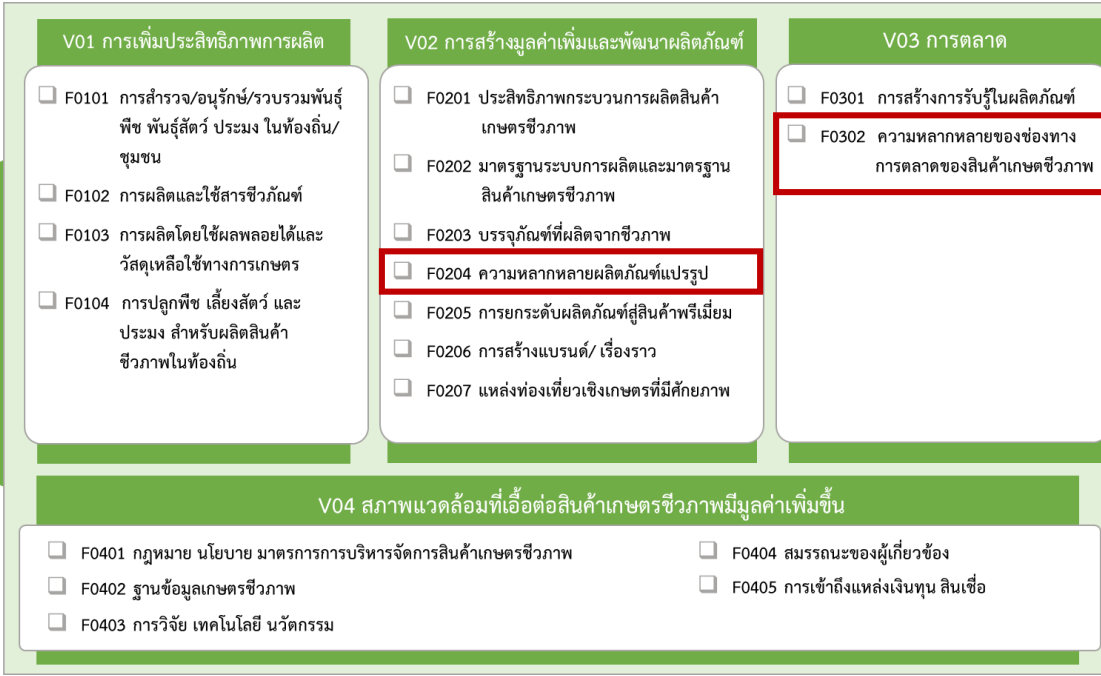 V01 การเพิ่มประสิทธิภาพการผลิต
F0101 การสำรวจ/อนุรักษ์/รวบรวมพันธุ์
พืช พันธุ์สัตว์ ประมง ในท้องถิ่น/
ชุมชน
F0102 การผลิตและใช้สารชีวภัณฑ์
F0103 การผลิตโดยใช้ผลพลอยได้และ
วัสดุเหลือใช้ทางการเกษตร
F0104 การปลูกพืช เลี้ยงสัตว์ และ
ประมง สำหรับผลิตสินค้า
ชีวภาพในท้องถิ่น
V02 การสร้างมูลค่าเพิ่มและพัฒนาผลิตภัณฑ์
F0201 ประสิทธิภาพกระบวนการผลิตสินค้า
เกษตรชีวภาพ
F0202 มาตรฐานระบบการผลิตและมาตรฐาน
สินค้าเกษตรชีวภาพ
F0203 บรรจุภัณฑ์ที่ผลิตจากชีวภาพ
F0204 ความหลากหลายผลิตภัณฑ์แปรรูป
F0205 การยกระดับผลิตภัณฑ์สู่สินค้าพรีเมี่ยม
F0206 การสร้างแบรนด์/ เรื่องราว
F0207 แหล่งท่องเที่ยวเชิงเกษตรที่มีศักยภาพ
V03 การตลาด
F0301 การสร้างการรับรู้ในผลิตภัณฑ์
F0302 ความหลากหลายของช่องทาง
การตลาดของสินค้าเกษตชีวภาพ
V04 สภาพแวดล้อมที่เอื้อต่อสินค้าเกษตรชีวภาพมีมูลค่าเพิ่มขึ้น
F0401 กฎหมาย นโยบาย มาตรการการบริหารจัดการสินค้าเกษตรชีวภาพ
F0402 ฐานข้อมูลเกษตรชีวภาพ
F0403 การวิจัย เทคโนโลยี นวัตกรรม
F0404 สมรรถนะของผู้เกี่ยวข้อง
F0405 การเข้าถึงแหล่งเงินทุน สินเชื่อ